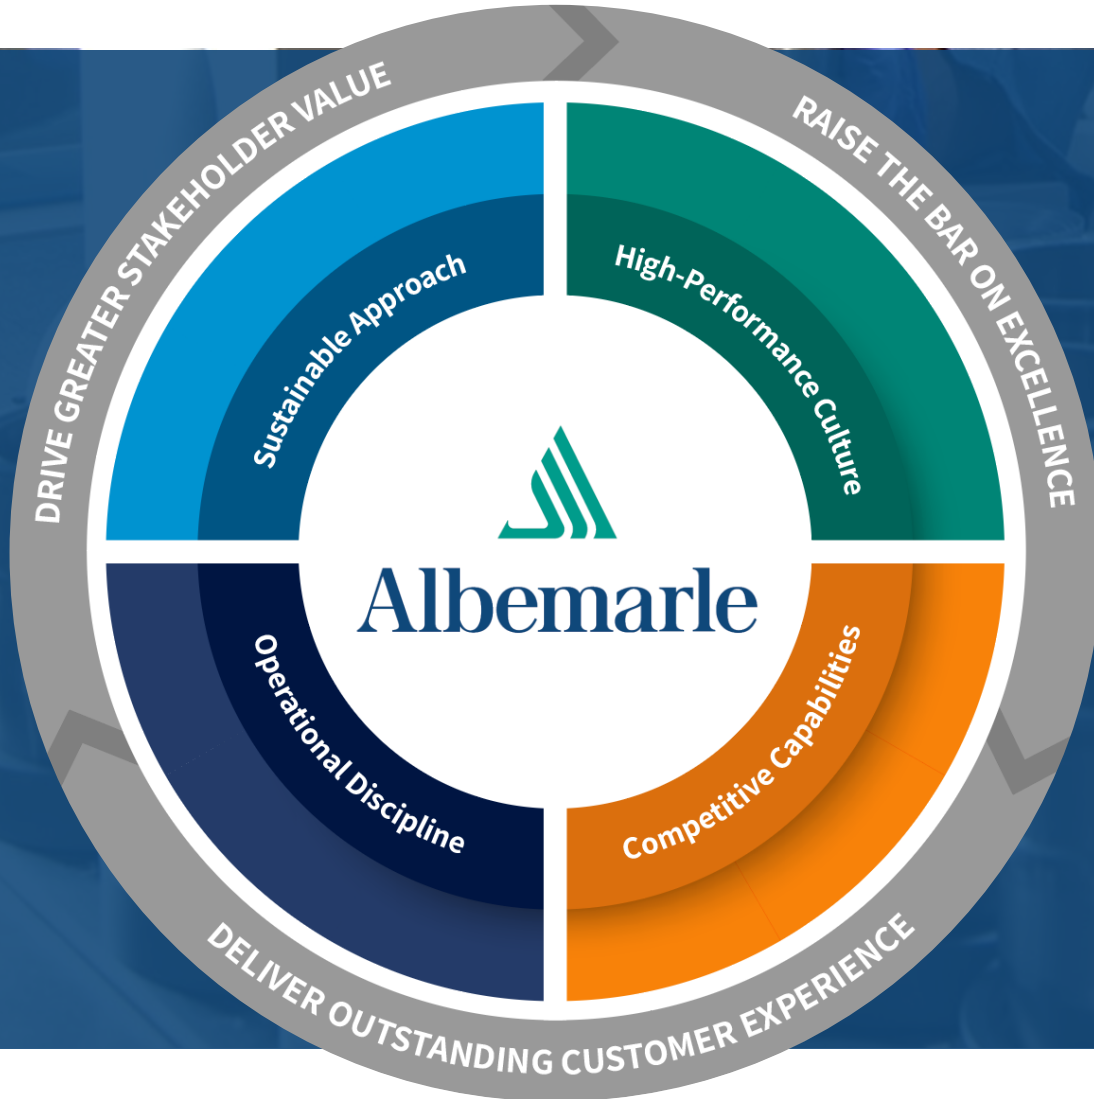 DRIVE GREATER STAKEHOLDER VALUE
RAISE THE BAR ON EXCELLENCE
Sustainable Approach
High-Performance Culture
Albemarle
Operational Discipline
Competitive Capabilities
DELIVER OUTSTANDING CUSTOMER EXPERIENCE